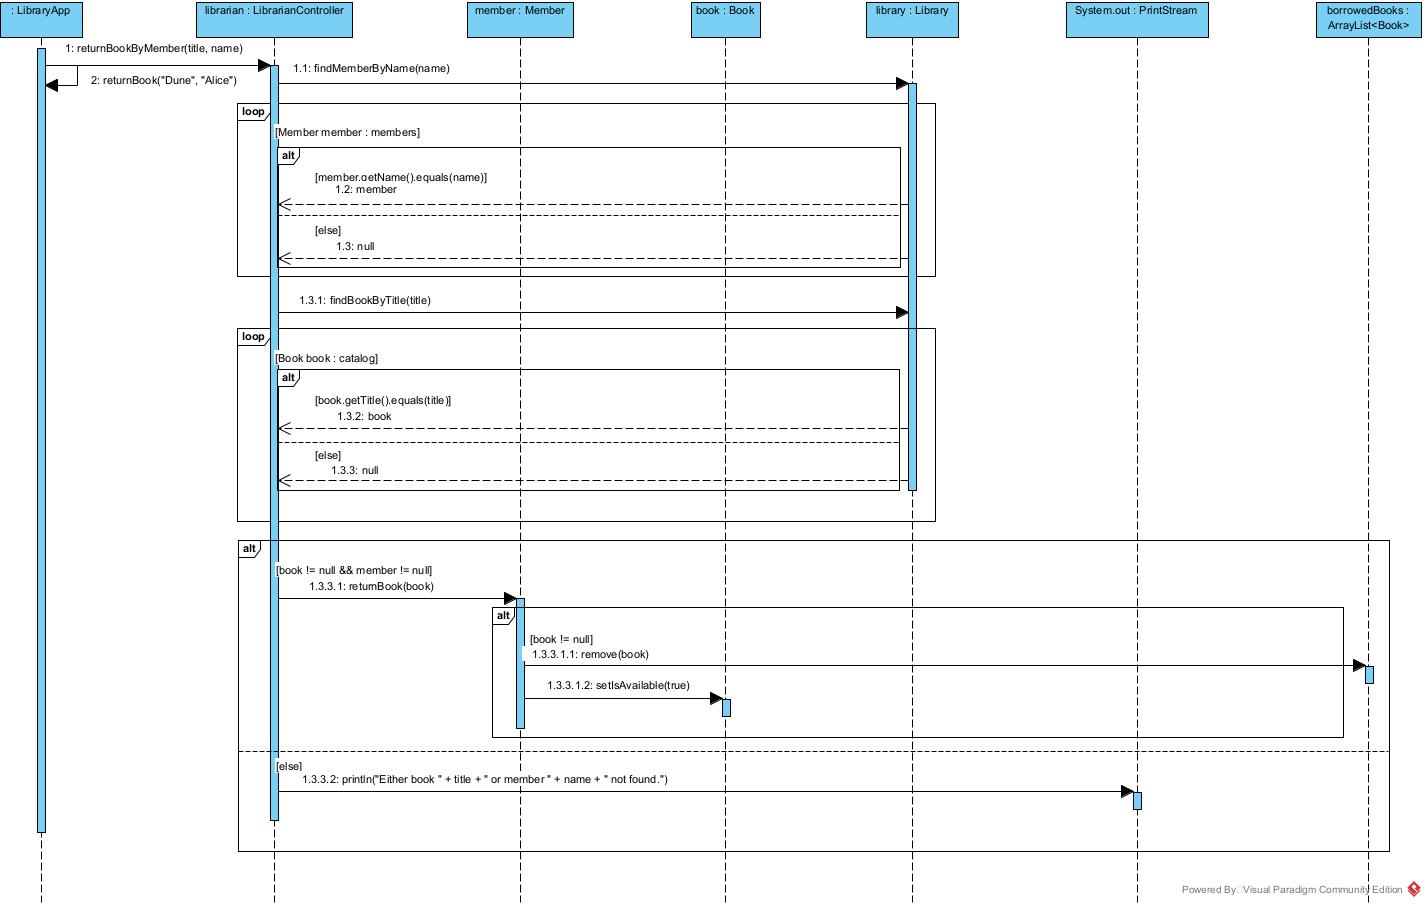 : LibraryApp
librarian : LibrarianController
member : Member
book : Book
library : Library
System.out : PrintStream
borrowedBooks :
ArrayList<Book>
1: returnBookByMember(title, name)
2: returnBook("Dune", "Alice")
1.1: findMemberByName(name)
loop
[Member member : members]
alt
[member.getName().equals(name)]
1.2: member
[else]
1.3: null
1.3.1: findBookByTitle(title)
loop
[Book book : catalog]
alt
[book.getTitle().equals(title)]
1.3.2: book
[else]
1.3.3: null
alt
[book != null && member != null]
1.3.3.1: returnBook(book)
alt
[book != null]
1.3.3.1.1: remove(book)
1.3.3.1.2: setIsAvailable(true)
[else]
1.3.3.2: println("Either book " + title + " or member " + name + " not found.")
Powered By Visual Paradigm Community Edition